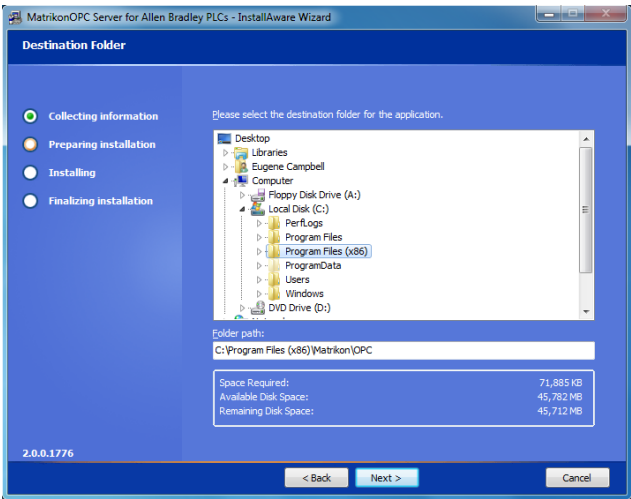 MatrikonOPC Server for Allen Bradley PLCs - InstallAware Wizard
Destination Folder
Collecting information
Preparing installation
Installing
Finalizing installation
Please select the destination folder for the application.
Desktop
Libraries
Eugene Campbell
Computer
Floppy Disk Drive (A:)
Local Disk (C:)
PerfLogs
Program Files
Program Files (x86)
ProgramData
Users
Windows
DVD Drive (D:)
Folder path:
C:\Program Files (x86)\Matrikon\OPC
Space Required: 71,885 KB
Available Disk Space: 45,782 MB
Remaining Disk Space: 45,712 MB
2.0.0.1776
< Back Next > Cancel